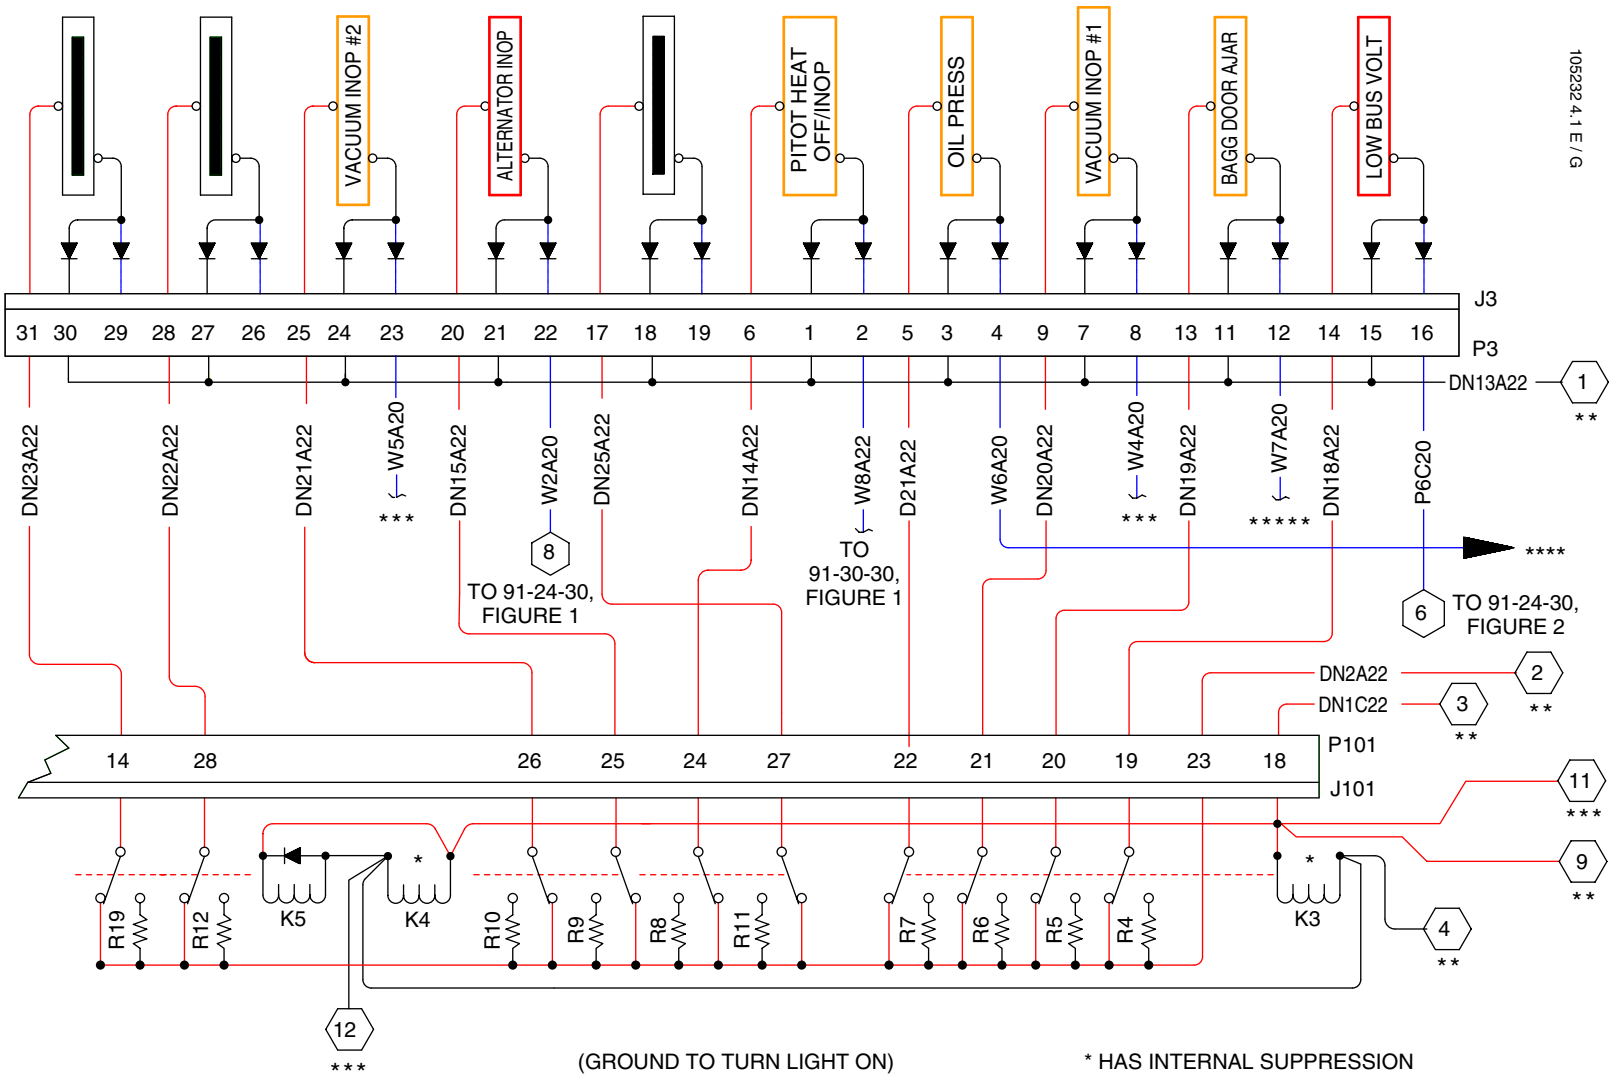 VACUUM INOP #2
ALTERNATOR INOP
PITOT HEAT
OFF/INOP
OIL PRESS
VACUUM INOP #1
BAGG DOOR AJAR
LOW BUS VOLT
105232 4.1 E / G
J3
31 30 29 28 27 26 25 24 23 20 21 22 17 18 19 6 1 2 5 3 4 9 7 8 13 11 12 14 15 16
P3
DN13A22
1
**
DN23A22
DN22A22
DN21A22
W5A20
***
DN15A22
W2A20
DN25A22
DN14A22
W8A22
D21A22
W6A20
DN20A22
W4A20
***
DN19A22
W7A20
*****
DN18A22
P6C20
8
TO 91-24-30,
FIGURE 1
TO
91-30-30,
FIGURE 1
****
6
TO 91-24-30,
FIGURE 2
DN2A22
2
**
DN1C22
3
**
P101
14 28 26 25 24 27 22 21 20 19 23 18
J101
11
***
9
**
4
**
R19
R12
K5
*
K4
R10
R9
R8
R11
R7
R6
R5
R4
*
K3
12
***
(GROUND TO TURN LIGHT ON)
* HAS INTERNAL SUPPRESSION